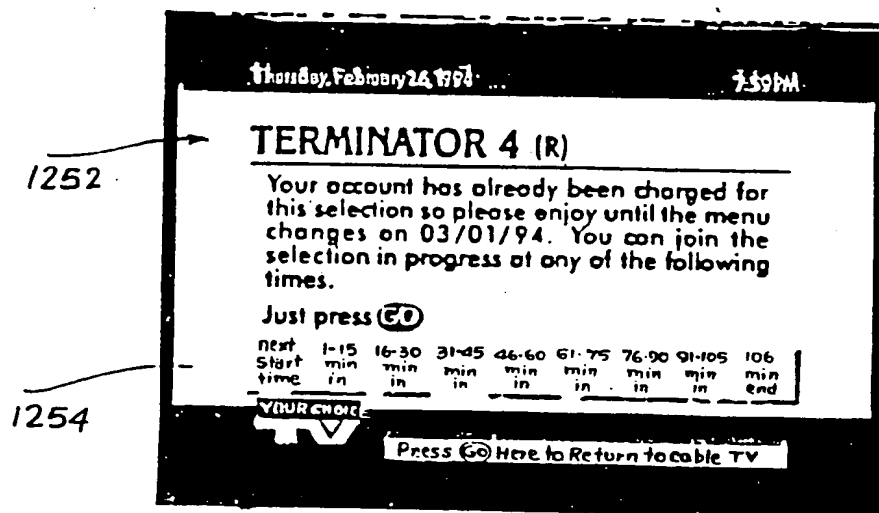 Thursday, February 26, 1994 7:59PM
TERMINATOR 4 (R)
1252
Your account has already been charged for
this selection so please enjoy until the menu
changes on 03/01/94. You can join the
selection in progress at any of the following
times.
Just press GO
next start time 1-15 min in 16-30 min in 31-45 min in 46-60 min in 61-75 min in 76-90 min in 91-105 min in 106 min end
1254
YOUR CHOICE
TV
Press GO Here to Return to cable TV